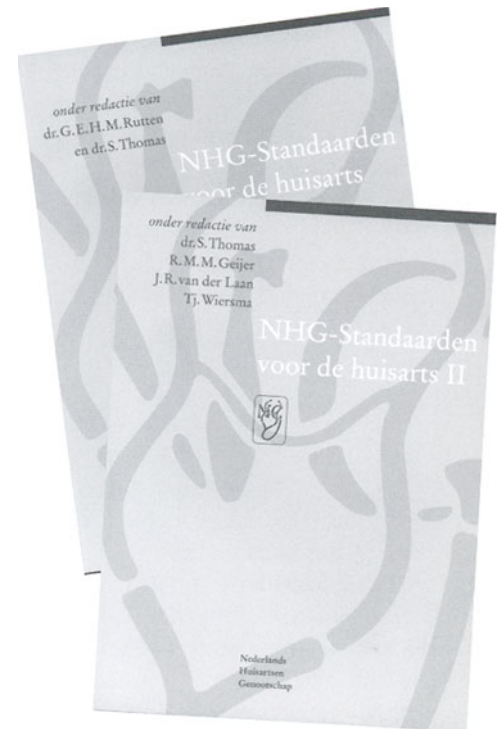 onder redactie van
dr.G.E.H.M.Rutten
en dr.S.Thomas
NHG-Standaarden
voor de huisarts
onder redactie van
dr.S.Thomas
R.M.M.Geijer
J.R.van der Laan
Tj.Wiersma
NHG-Standaarden
voor de huisarts II
NHG
Nederlands
Huisartsen
Genootschap